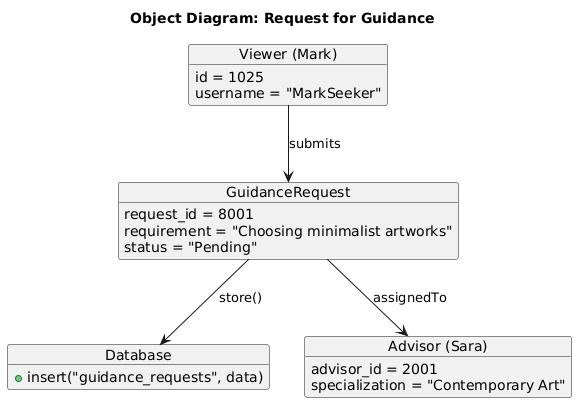 Object Diagram: Request for Guidance
Viewer (Mark)
id = 1025
username = "MarkSeeker"
submits
GuidanceRequest
request_id = 8001
requirement = "Choosing minimalist artworks"
status = "Pending"
store()
assignedTo
Database
insert("guidance_requests", data)
Advisor (Sara)
advisor_id = 2001
specialization = "Contemporary Art"